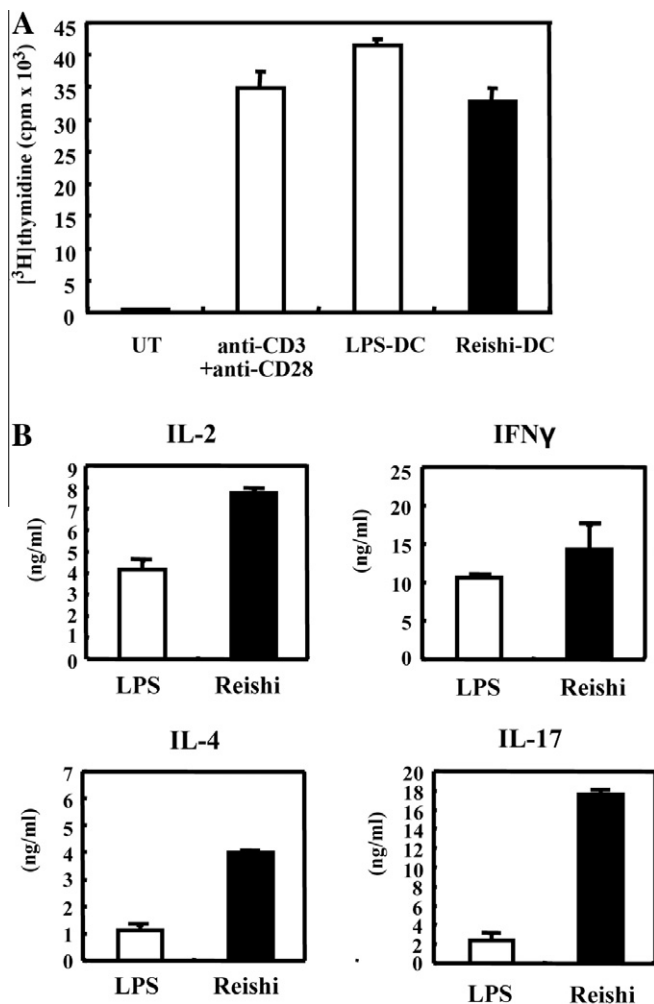 A
[³H]thymidine (cpm x 10³)
45
40
35
30
25
20
15
10
5
0
UT
anti-CD3
+anti-CD28
LPS-DC
Reishi-DC
B
IL-2
(ng/ml)
9
8
7
6
5
4
3
2
1
0
LPS
Reishi
IFNγ
(ng/ml)
25
20
15
10
5
0
LPS
Reishi
IL-4
(ng/ml)
7
6
5
4
3
2
1
0
LPS
Reishi
IL-17
(ng/ml)
20
18
16
14
12
10
8
6
4
2
0
LPS
Reishi